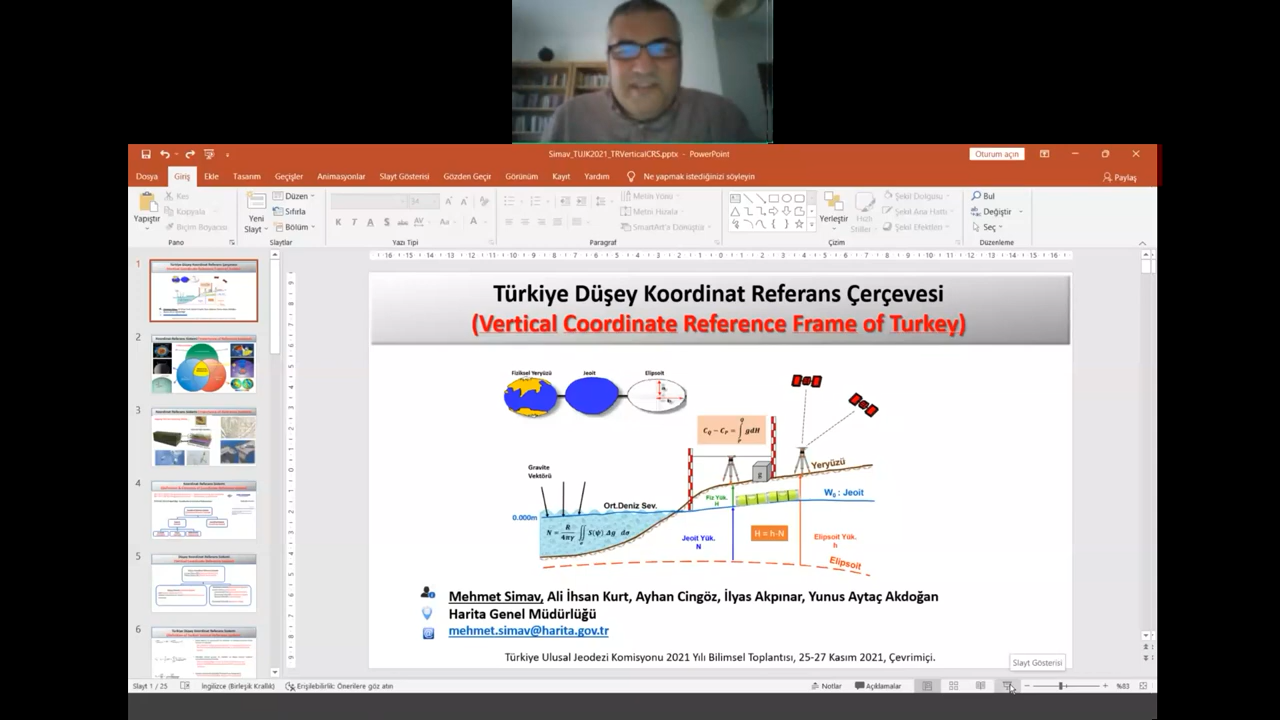 Simav_TUJK2021_TRVerticalCRS.pptx - PowerPoint
Oturum açın
Dosya Giriş Ekle Tasarım Geçişler Animasyonlar Slayt Gösterisi Gözden Geçir Görünüm Kayıt Yardım Ne yapmak istediğinizi söyleyin Paylaş
Yapıştır
Kes
Kopyala
Biçim Boyacısı
Pano
Yeni
Slayt
Düzen
Sıfırla
Bölüm
Slaytlar
Yazı Tipi
Metin Yönü
Metni Hizala
SmartArt'a Dönüştür
Paragraf
Yerleştir
Hızlı
Stiller
Şekil Dolgusu
Şekil Ana Hattı
Şekil Efektleri
Çizim
Bul
Değiştir
Seç
Düzenleme
1
2
3
4
5
6
Türkiye Düşey Koordinat Referans Çerçevesi
(Vertical Coordinate Reference Frame of Turkey)
Fiziksel Yeryüzü Jeoit Elipsoit
Gravite
Vektörü
Ort.Deniz Sev.
0.000m
Fiz.Yük.
H
g
Yeryüzü
W₀ : Jeoit
Jeoit Yük.
N
H = h-N
Elipsoit Yük.
h
Elipsoit
Mehmet Simav, Ali İhsan Kurt, Ayhan Cingöz, İlyas Akpınar, Yunus Aytaç Akdoğan
Harita Genel Müdürlüğü
mehmet.simav@harita.gov.tr
Türkiye Ulusal Jeodezi Komisyonu 2021 Yılı Bilimsel Toplantısı, 25-27 Kasım 2021, Çevrimiçi.
Slayt Gösterisi
Slayt 1 / 25 İngilizce (Birleşik Krallık) Erişilebilirlik: Önerilere göz atın Notlar Açıklamalar %83